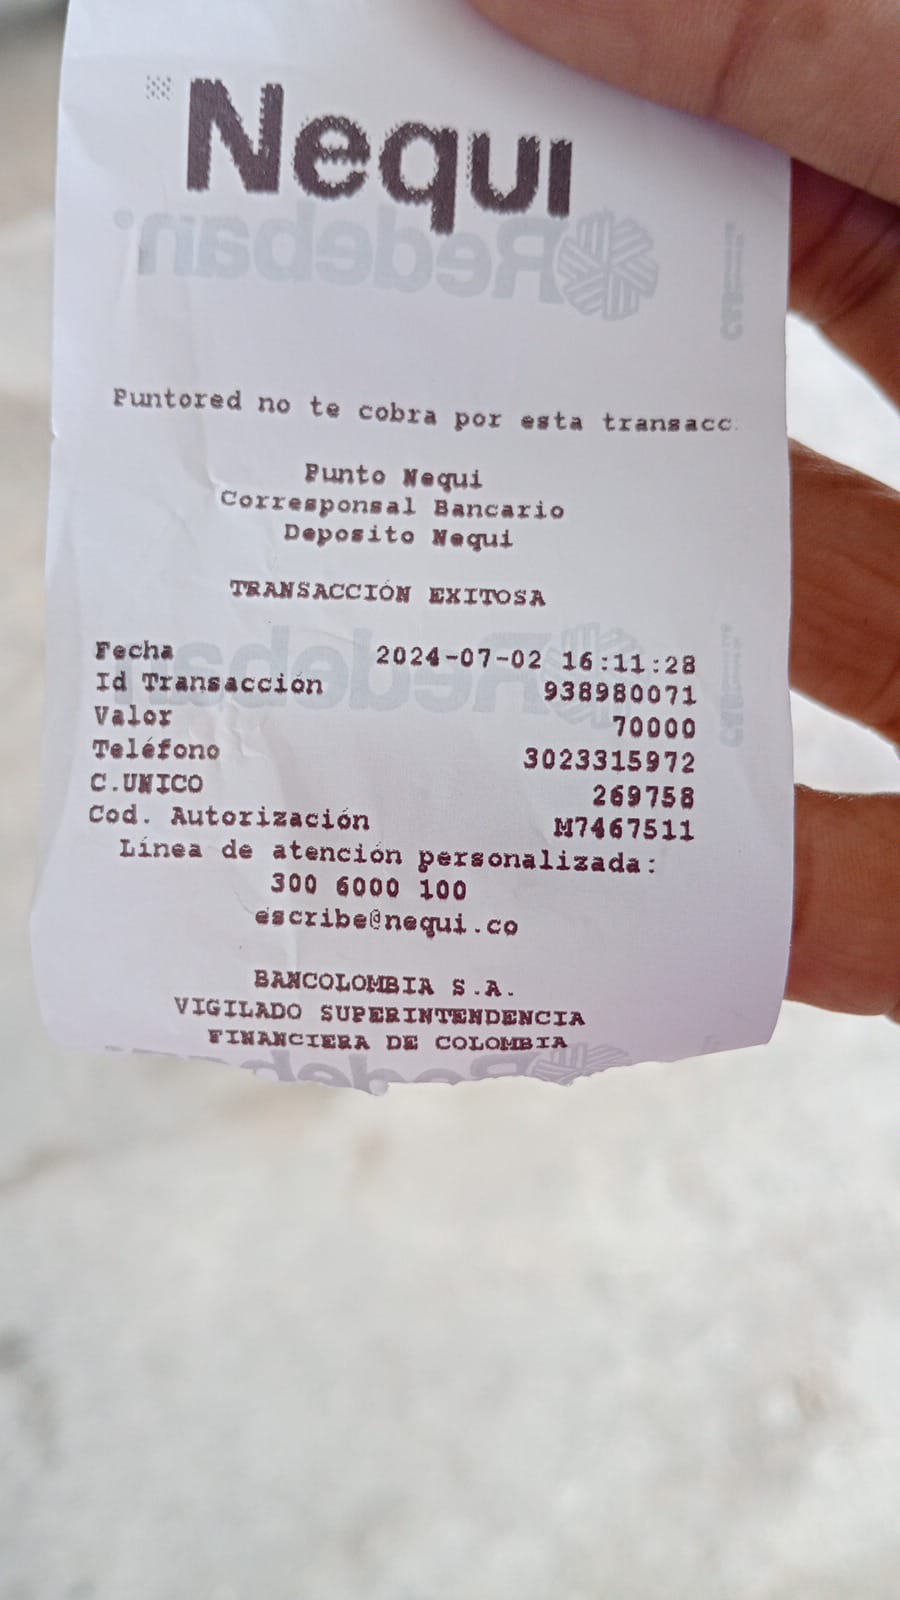 Nequi
Redeban®
Puntored no te cobra por esta transacc.
Punto Nequi
Corresponsal Bancario
Deposito Nequi
TRANSACCIÓN EXITOSA
Redeban
Fecha 2024-07-02 16:11:28
Id Transacción 938980071
Valor 70000
Teléfono 3023315972
C.UNICO 269758
Cod. Autorización M7467511
Línea de atención personalizada:
300 6000 100
escribe@nequi.co
BANCOLOMBIA S.A.
VIGILADO SUPERINTENDENCIA
FINANCIERA DE COLOMBIA
Redeban